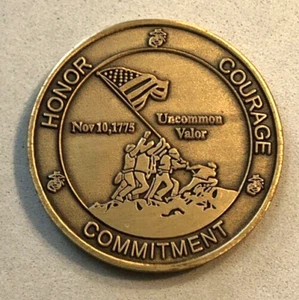 HONOR
COURAGE
COMMITMENT
Nov 10,1775
Uncommon
Valor